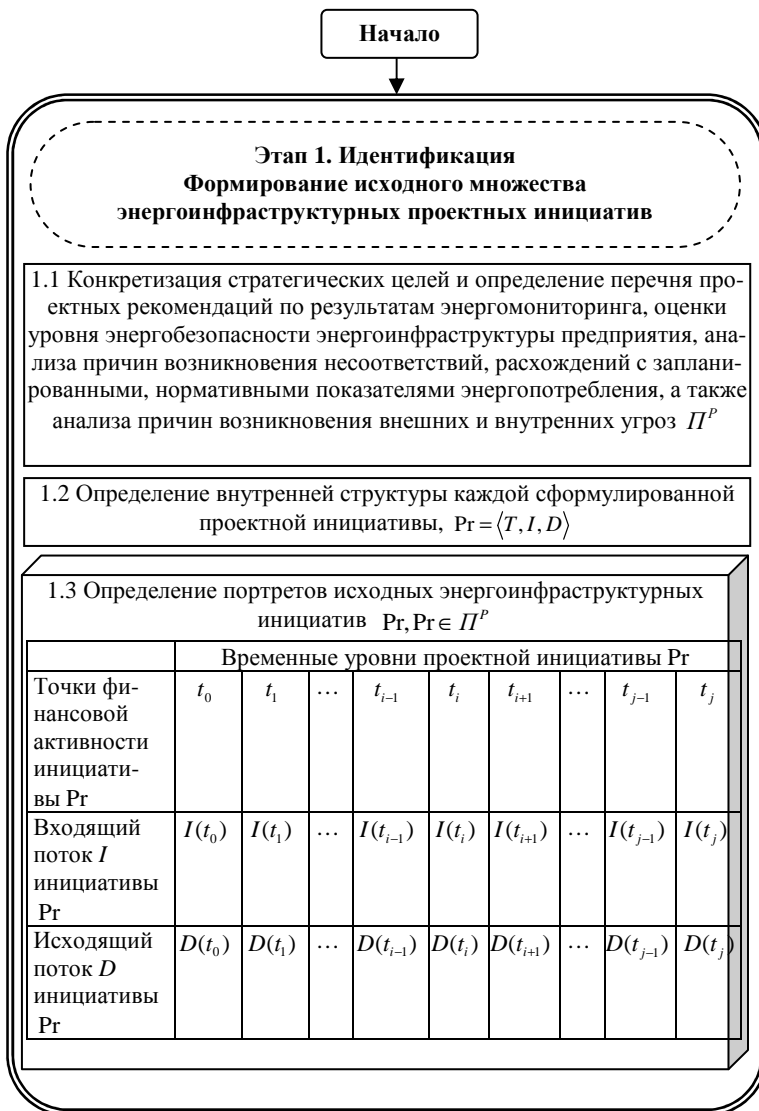 Начало
Этап 1. Идентификация
Формирование исходного множества
энергоинфраструктурных проектных инициатив
1.1 Конкретизация стратегических целей и определение перечня про-
ектных рекомендаций по результатам энергомониторинга, оценки
уровня энергобезопасности энергоинфраструктуры предприятия, ана-
лиза причин возникновения несоответствий, расхождений с заплани-
рованными, нормативными показателями энергопотребления, а также
анализа причин возникновения внешних и внутренних угроз Π^P
1.2 Определение внутренней структуры каждой сформулированной
проектной инициативы, Pr = ⟨T, I, D⟩
1.3 Определение портретов исходных энергоинфраструктурных
инициатив Pr, Pr ∈ Π^P
Временные уровни проектной инициативы Pr
Точки фи-
нансовой
активности
инициати-
вы Pr
t_0 t_1 … t_{i−1} t_i t_{i+1} … t_{j−1} t_j
Входящий
поток I
инициативы
Pr
I(t_0) I(t_1) … I(t_{i−1}) I(t_i) I(t_{i+1}) … I(t_{j−1}) I(t_j)
Исходящий
поток D
инициативы
Pr
D(t_0) D(t_1) … D(t_{i−1}) D(t_i) D(t_{i+1}) … D(t_{j−1}) D(t_j)